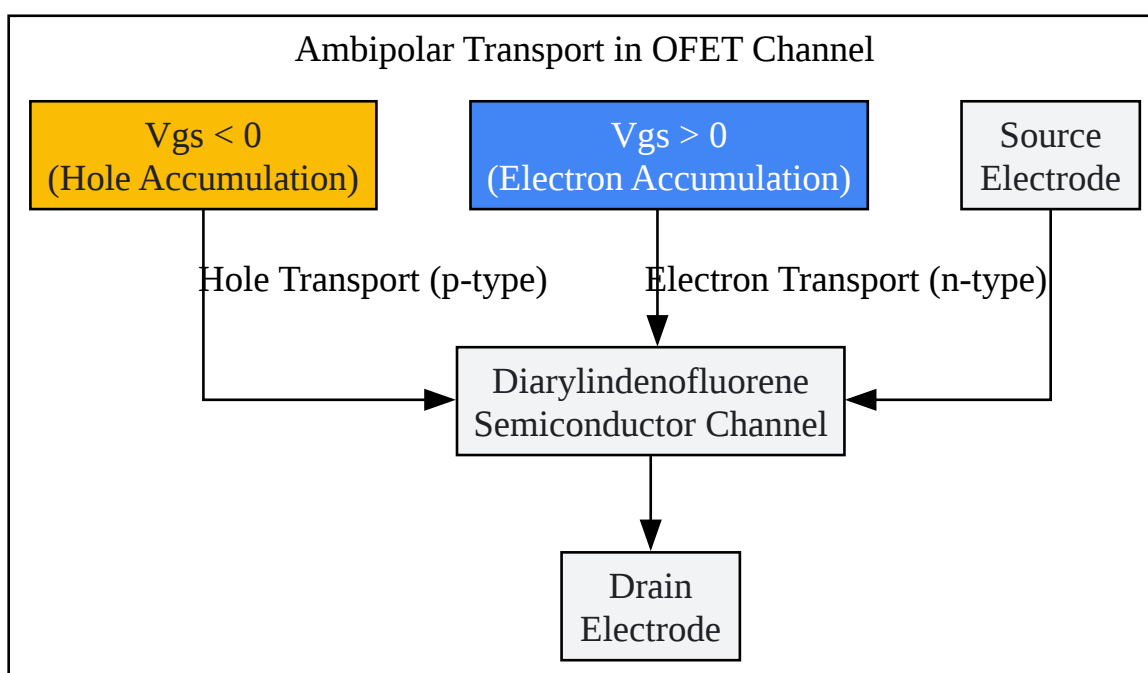 Ambipolar Transport in OFET Channel
Vgs < 0
(Hole Accumulation)
Vgs > 0
(Electron Accumulation)
Source
Electrode
Hole Transport (p-type)
Electron Transport (n-type)
Diarylindenofluorene
Semiconductor Channel
Drain
Electrode